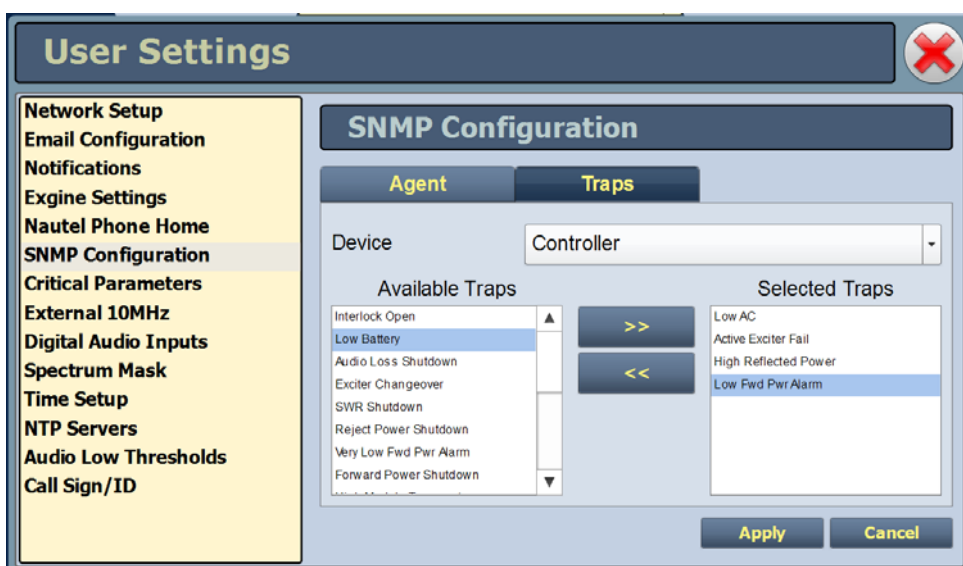 User Settings
Network Setup
Email Configuration
Notifications
Exgine Settings
Nautel Phone Home
SNMP Configuration
Critical Parameters
External 10MHz
Digital Audio Inputs
Spectrum Mask
Time Setup
NTP Servers
Audio Low Thresholds
Call Sign/ID
SNMP Configuration
Agent
Traps
Device
Controller
Available Traps
Interlock Open
Low Battery
Audio Loss Shutdown
Exciter Changeover
SWR Shutdown
Reject Power Shutdown
Very Low Fwd Pwr Alarm
Forward Power Shutdown
>>
<<
Selected Traps
Low AC
Active Exciter Fail
High Reflected Power
Low Fwd Pwr Alarm
Apply
Cancel